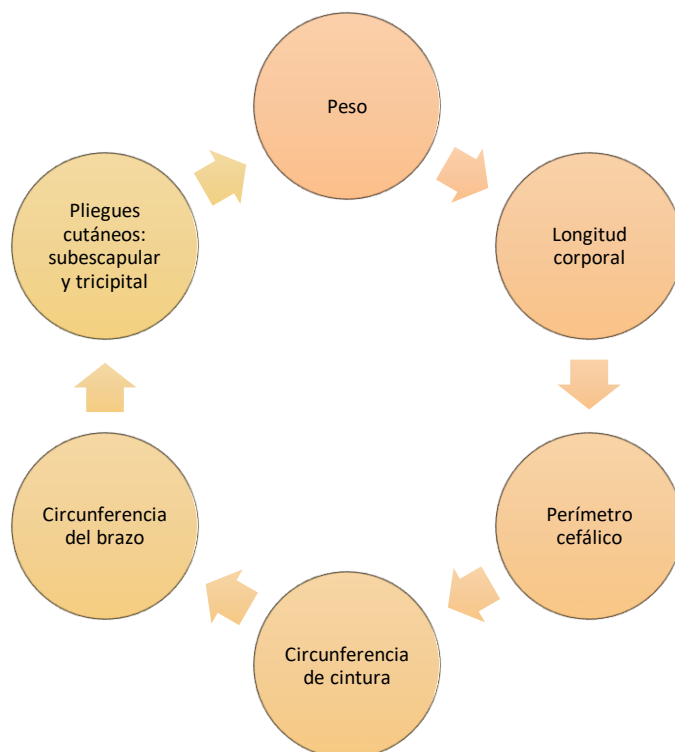 Peso
Longitud
corporal
Perímetro
cefálico
Circunferencia
de cintura
Circunferencia
del brazo
Pliegues
cutáneos:
subescapular
y tricipital